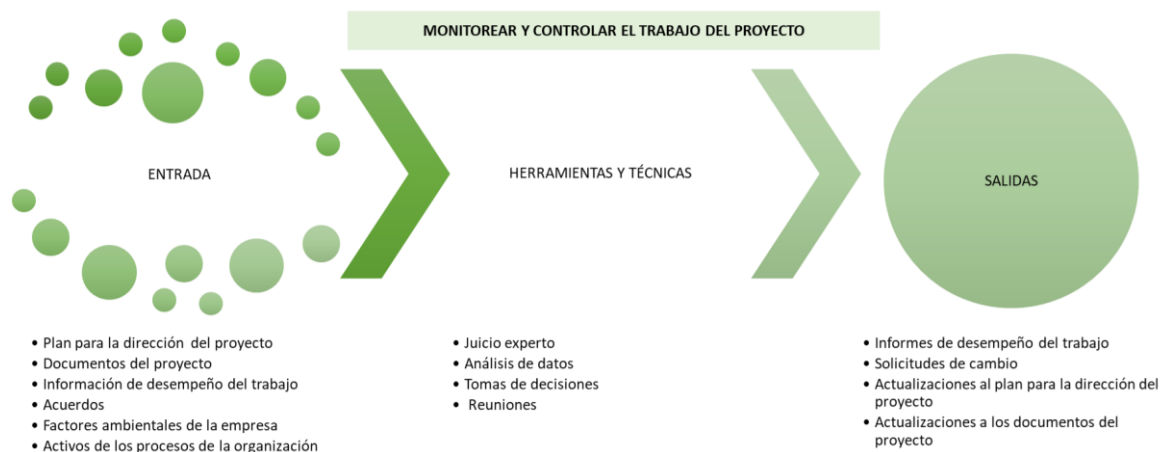 MONITOREAR Y CONTROLAR EL TRABAJO DEL PROYECTO
ENTRADA
HERRAMIENTAS Y TÉCNICAS
SALIDAS
• Plan para la dirección del proyecto
• Documentos del proyecto
• Información de desempeño del trabajo
• Acuerdos
• Factores ambientales de la empresa
• Activos de los procesos de la organización
• Juicio experto
• Análisis de datos
• Tomas de decisiones
• Reuniones
• Informes de desempeño del trabajo
• Solicitudes de cambio
• Actualizaciones al plan para la dirección del
proyecto
• Actualizaciones a los documentos del
proyecto